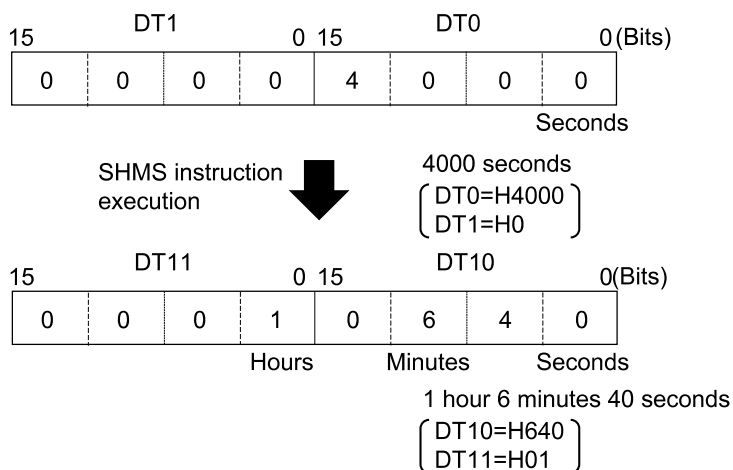 DT1 DT0
15 0 15 0 (Bits)
0 0 0 0 4 0 0 0
Seconds
SHMS instruction
execution
4000 seconds
DT0=H4000
DT1=H0
DT11 DT10
15 0 15 0(Bits)
0 0 0 1 0 6 4 0
Hours Minutes Seconds
1 hour 6 minutes 40 seconds
DT10=H640
DT11=H01